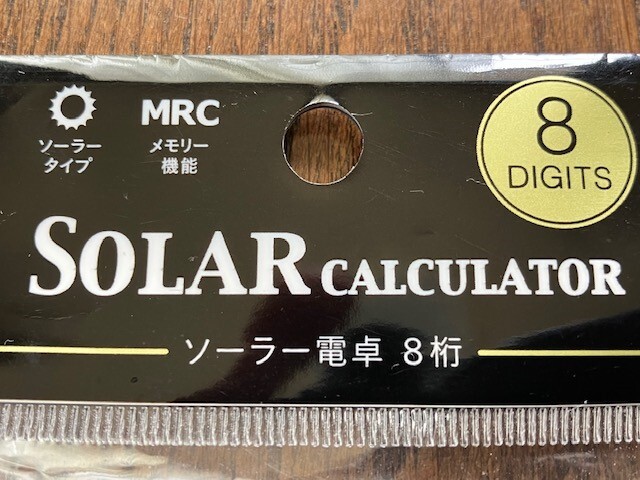 ソーラー
タイプ
MRC
メモリー
機能
8
DIGITS
SOLAR CALCULATOR
ソーラー電卓 8桁